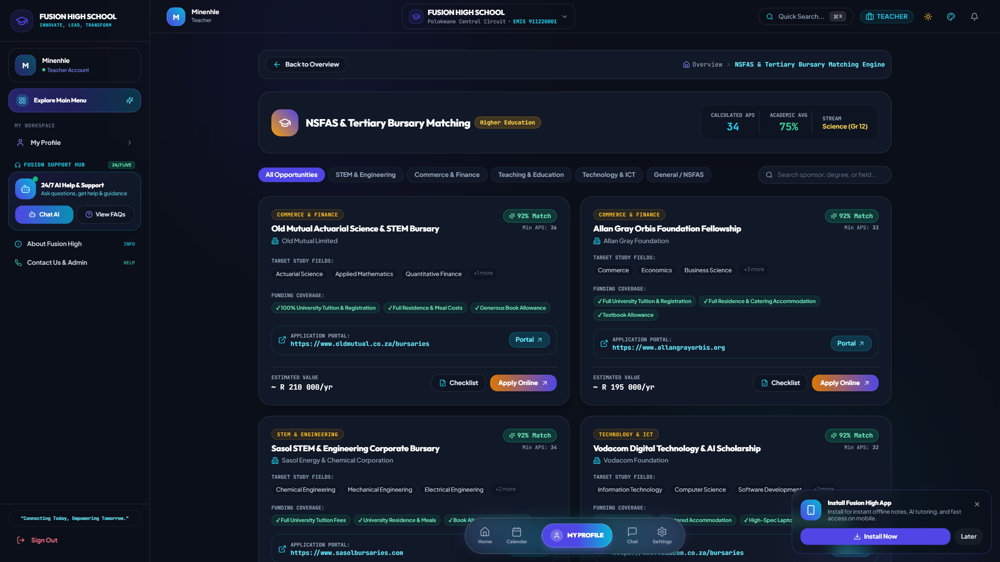 FUSION HIGH SCHOOL
INNOVATE, LEAD, TRANSFORM
M
Minenhle
Teacher Account
Explore Main Menu
MY WORKSPACE
My Profile
FUSION SUPPORT HUB
24/7 LIVE
24/7 AI Help & Support
Ask questions, get help & guidance
Chat AI
View FAQs
About Fusion High
INFO
Contact Us & Admin
HELP
"Connecting Today, Empowering Tomorrow."
Sign Out
M
Minenhle
Teacher
FUSION HIGH SCHOOL
Polokwane Central Circuit • EMIS 911220001
Quick Search...
⌘K
TEACHER
Back to Overview
Overview > NSFAS & Tertiary Bursary Matching Engine
NSFAS & Tertiary Bursary Matching
Higher Education
CALCULATED APS
34
ACADEMIC AVG
75%
STREAM
Science (Gr 12)
All Opportunities
STEM & Engineering
Commerce & Finance
Teaching & Education
Technology & ICT
General / NSFAS
Search sponsor, degree, or field...
COMMERCE & FINANCE
92% Match
Old Mutual Actuarial Science & STEM Bursary
Min APS: 36
Old Mutual Limited
TARGET STUDY FIELDS:
Actuarial Science
Applied Mathematics
Quantitative Finance
+1 more
FUNDING COVERAGE:
✓ 100% University Tuition & Registration
✓ Full Residence & Meal Costs
✓ Generous Book Allowance
APPLICATION PORTAL:
https://www.oldmutual.co.za/bursaries
Portal
ESTIMATED VALUE
~ R 210 000/yr
Checklist
Apply Online
COMMERCE & FINANCE
92% Match
Allan Gray Orbis Foundation Fellowship
Min APS: 33
Allan Gray Foundation
TARGET STUDY FIELDS:
Commerce
Economics
Business Science
+3 more
FUNDING COVERAGE:
✓ Full University Tuition & Registration
✓ Full Residence & Catering Accommodation
✓ Textbook Allowance
APPLICATION PORTAL:
https://www.allangrayorbis.org
Portal
ESTIMATED VALUE
~ R 195 000/yr
Checklist
Apply Online
STEM & ENGINEERING
92% Match
Sasol STEM & Engineering Corporate Bursary
Min APS: 34
Sasol Energy & Chemical Corporation
TARGET STUDY FIELDS:
Chemical Engineering
Mechanical Engineering
Electrical Engineering
+2 more
FUNDING COVERAGE:
✓ Full University Tuition Fees
✓ University Residence & Meals
✓ Book
APPLICATION PORTAL:
https://www.sasolbursaries.com
TECHNOLOGY & ICT
92% Match
Vodacom Digital Technology & AI Scholarship
Min APS: 32
Vodacom Foundation
TARGET STUDY FIELDS:
Information Technology
Computer Science
Software Development
+2 more
FUNDING COVERAGE:
Accommodation
✓ High-Spec
Home
Calendar
MY PROFILE
Chat
Settings
Install Fusion High App
Install for instant offline notes, AI tutoring, and fast
access on mobile.
Install Now
Later